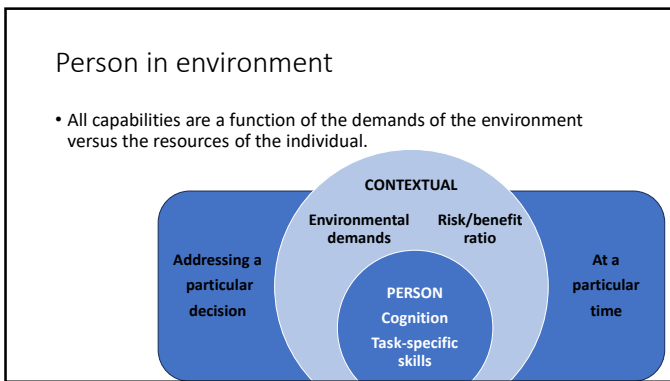 Person in environment
• All capabilities are a function of the demands of the environment
versus the resources of the individual.
CONTEXTUAL
Environmental
demands
Risk/benefit
ratio
Addressing a
particular
decision
PERSON
Cognition
Task-specific
skills
At a
particular
time